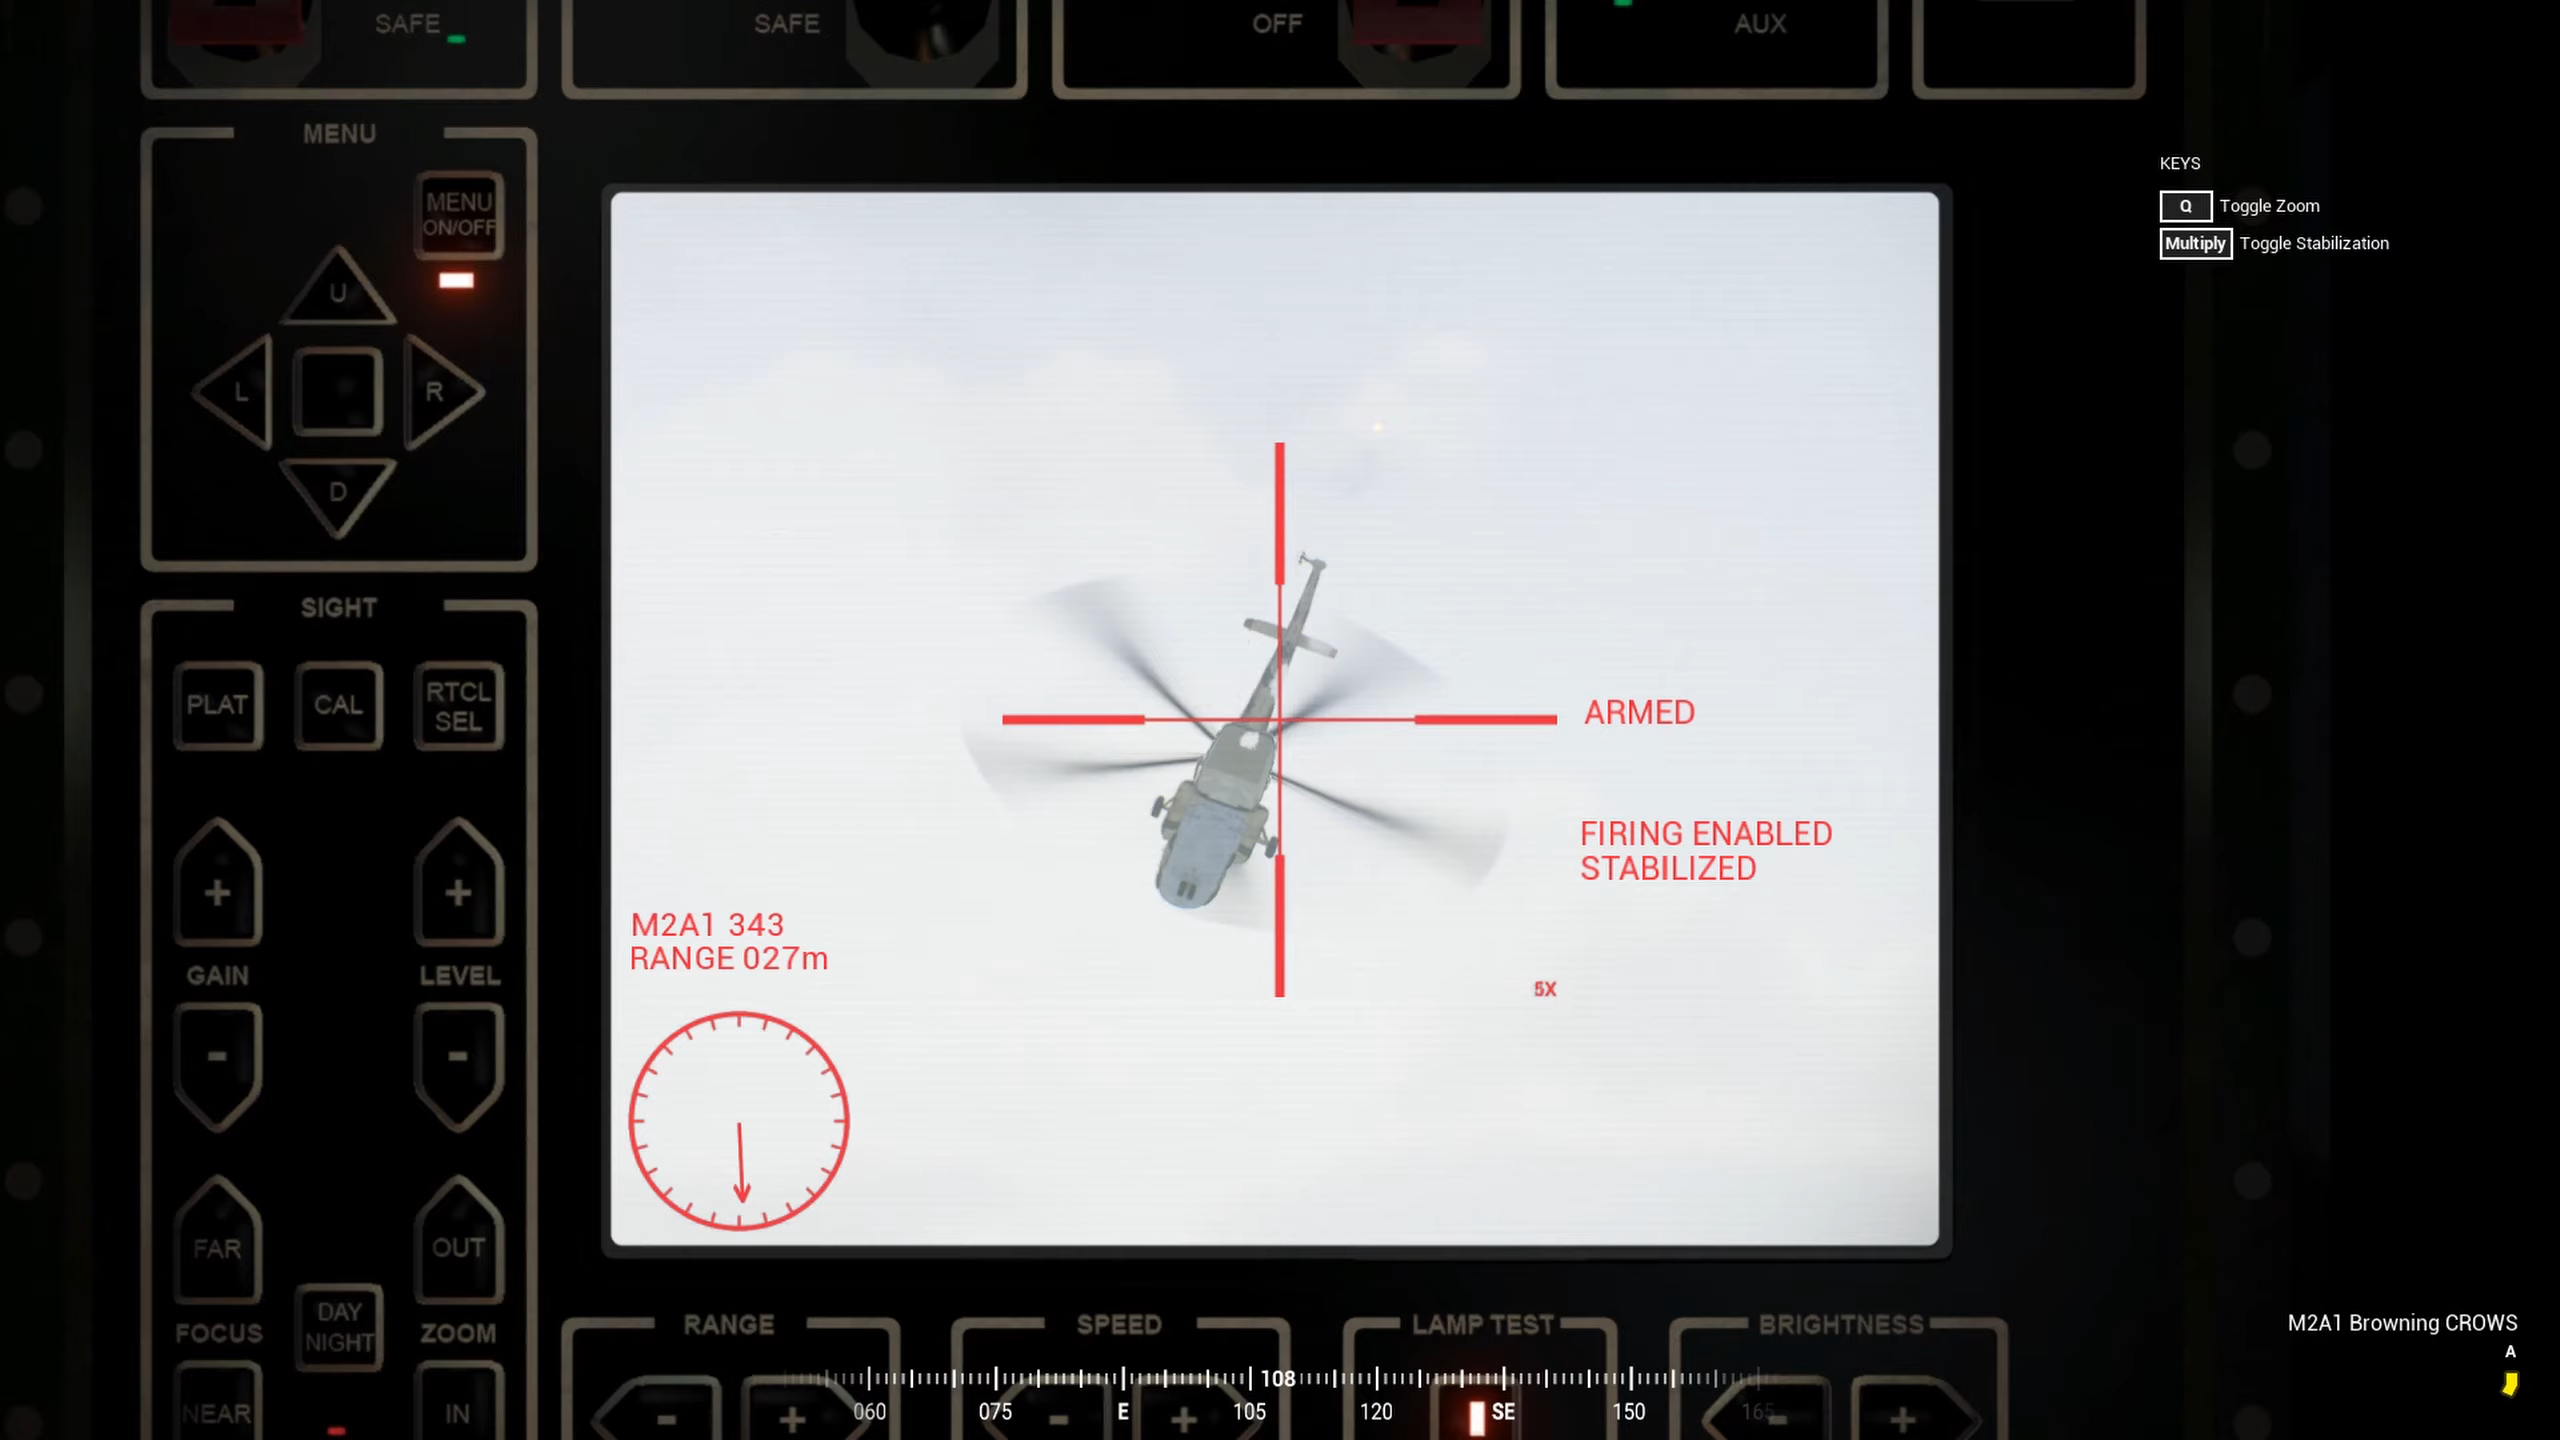 SAFE
SAFE
OFF
AUX
MENU
MENU
ON/OFF
U
L
R
D
KEYS
Q Toggle Zoom
Multiply Toggle Stabilization
SIGHT
PLAT
CAL
RTCL
SEL
ARMED
FIRING ENABLED
STABILIZED
+
+
M2A1 343
RANGE 027m
5X
GAIN
LEVEL
-
-
FAR
OUT
DAY
NIGHT
FOCUS
ZOOM
NEAR
IN
RANGE
SPEED
LAMP TEST
BRIGHTNESS
M2A1 Browning CROWS
A
108
- + - + - +
060 075 E 105 120 SE 150 165